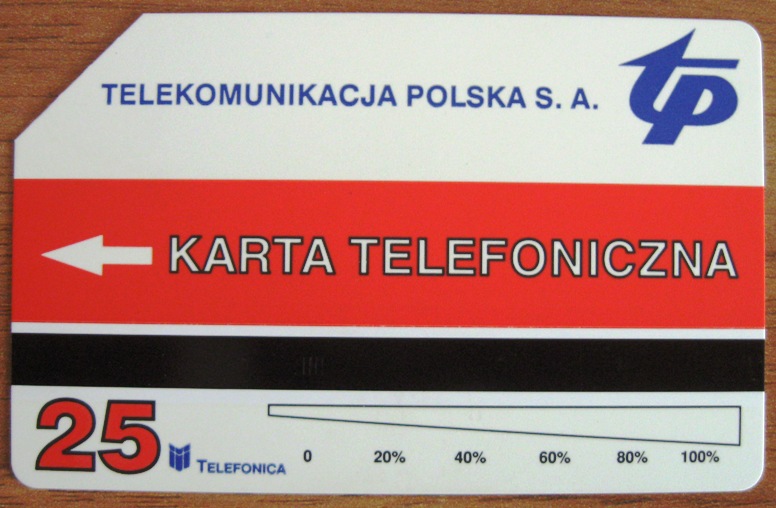 TELEKOMUNIKACJA POLSKA S. A.
tp
KARTA TELEFONICZNA
25 TELEFONICA
0 20% 40% 60% 80% 100%